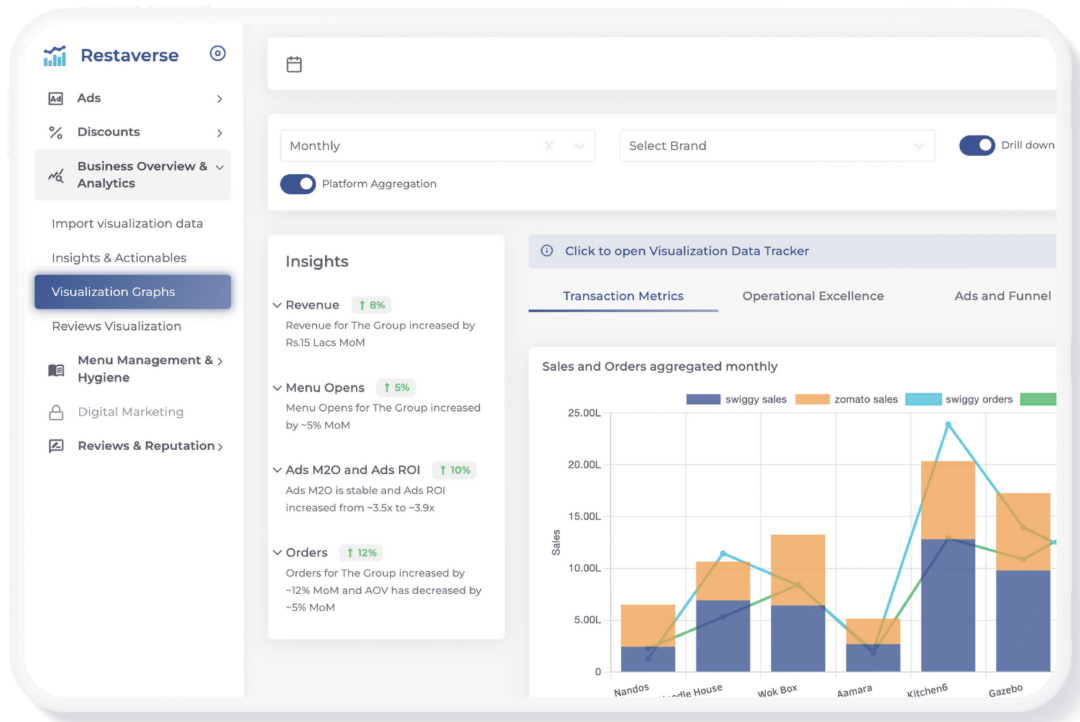 Restaverse
Ad
Ads
Discounts
Business Overview &
Analytics
Import visualization data
Insights & Actionables
Visualization Graphs
Reviews Visualization
Menu Management &
Hygiene
Digital Marketing
Reviews & Reputation
Monthly
Select Brand
Drill down
Platform Aggregation
Insights
Revenue ↑ 8%
Revenue for The Group increased by
Rs.15 Lacs MoM
Menu Opens ↑ 5%
Menu Opens for The Group increased
by ~5% MoM
Ads M2O and Ads ROI ↑ 10%
Ads M2O is stable and Ads ROI
increased from ~3.5x to ~3.9x
Orders ↑ 12%
Orders for The Group increased by
~12% MoM and AOV has decreased by
~5% MoM
Click to open Visualization Data Tracker
Transaction Metrics
Operational Excellence
Ads and Funnel
Sales and Orders aggregated monthly
swiggy sales zomato sales swiggy orders
25.00L
20.00L
15.00L
10.00L
5.00L
0
Sales
Nandos
House
Wok Box
Aamara
Kitchen6
Gazebo